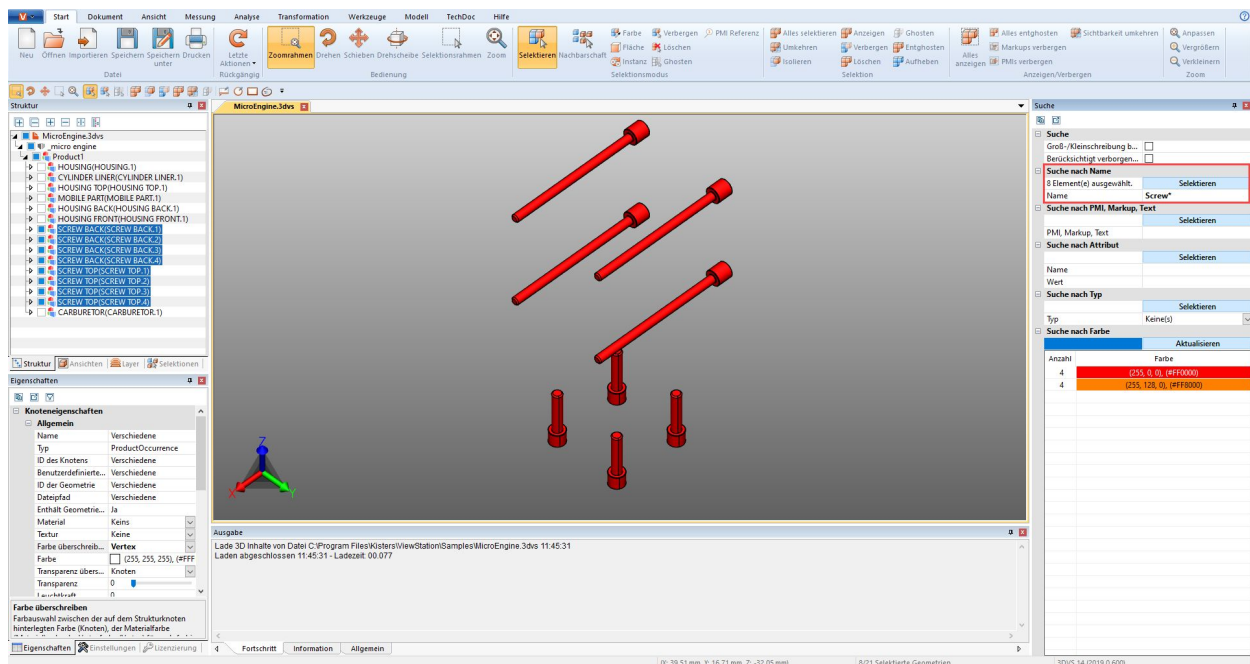 Start Dokument Ansicht Messung Analyse Transformation Werkzeuge Modell TechDoc Hilfe
Neu Öffnen Importieren Speichern Speichern unter Drucken
Datei
Letzte Aktionen
Rückgängig
Zoomrahmen Drehen Schieben Drehscheibe Selektionsrahmen Zoom
Bedienung
Selektieren Nachbarschaft
Farbe Verbergen PMI Referenz
Fläche Löschen
Instanz Ghosten
Selektionsmodus
Alles selektieren Anzeigen Ghosten
Umkehren Verbergen Entghosten
Isolieren Löschen Aufheben
Selektion
Alles anzeigen
Alles entghosten Sichtbarkeit umkehren
Markups verbergen
PMIs verbergen
Anzeigen/Verbergen
Anpassen
Vergrößern
Verkleinern
Zoom
Struktur
MicroEngine.3dvs
_micro engine
Product1
HOUSING(HOUSING.1)
CYLINDER LINER(CYLINDER LINER.1)
HOUSING TOP(HOUSING TOP.1)
MOBILE PART(MOBILE PART.1)
HOUSING BACK(HOUSING BACK.1)
HOUSING FRONT(HOUSING FRONT.1)
SCREW BACK(SCREW BACK.1)
SCREW BACK(SCREW BACK.2)
SCREW BACK(SCREW BACK.3)
SCREW BACK(SCREW BACK.4)
SCREW TOP(SCREW TOP.1)
SCREW TOP(SCREW TOP.2)
SCREW TOP(SCREW TOP.3)
SCREW TOP(SCREW TOP.4)
CARBURETOR(CARBURETOR.1)
Struktur Ansichten Layer Selektionen
Eigenschaften
Knoteneigenschaften
Allgemein
Name Verschiedene
Typ ProductOccurrence
ID des Knotens Verschiedene
Benutzerdefinierte... Verschiedene
ID der Geometrie Verschiedene
Dateipfad Verschiedene
Enthält Geometrie... Ja
Material Keins
Textur Keine
Farbe überschreib... Vertex
Farbe (255, 255, 255), (#FFF
Transparenz übers... Knoten
Transparenz 0
Leuchtkraft 0
Farbe überschreiben
Farbauswahl zwischen der auf dem Strukturknoten
hinterlegten Farbe (Knoten), der Materialfarbe
Eigenschaften Einstellungen Lizenzierung
MicroEngine.3dvs
Z
X
Y
Ausgabe
Lade 3D Inhalte von Datei C:\Program Files\Kisters\ViewStation\Samples\MicroEngine.3dvs 11:45:31
Laden abgeschlossen 11:45:31 - Ladezeit: 00.077
Fortschritt Information Allgemein
Suche
Suche
Groß-/Kleinschreibung b...
Berücksichtigt verborgen...
Suche nach Name
8 Element(e) ausgewählt. Selektieren
Name Screw*
Suche nach PMI, Markup, Text
Selektieren
PMI, Markup, Text
Suche nach Attribut
Selektieren
Name
Wert
Suche nach Typ
Selektieren
Typ Keine(s)
Suche nach Farbe
Aktualisieren
Anzahl Farbe
4 (255, 0, 0), (#FF0000)
4 (255, 128, 0), (#FF8000)
8/21 Selektierte Geometrien
3DVS 14 (2019.0.600)